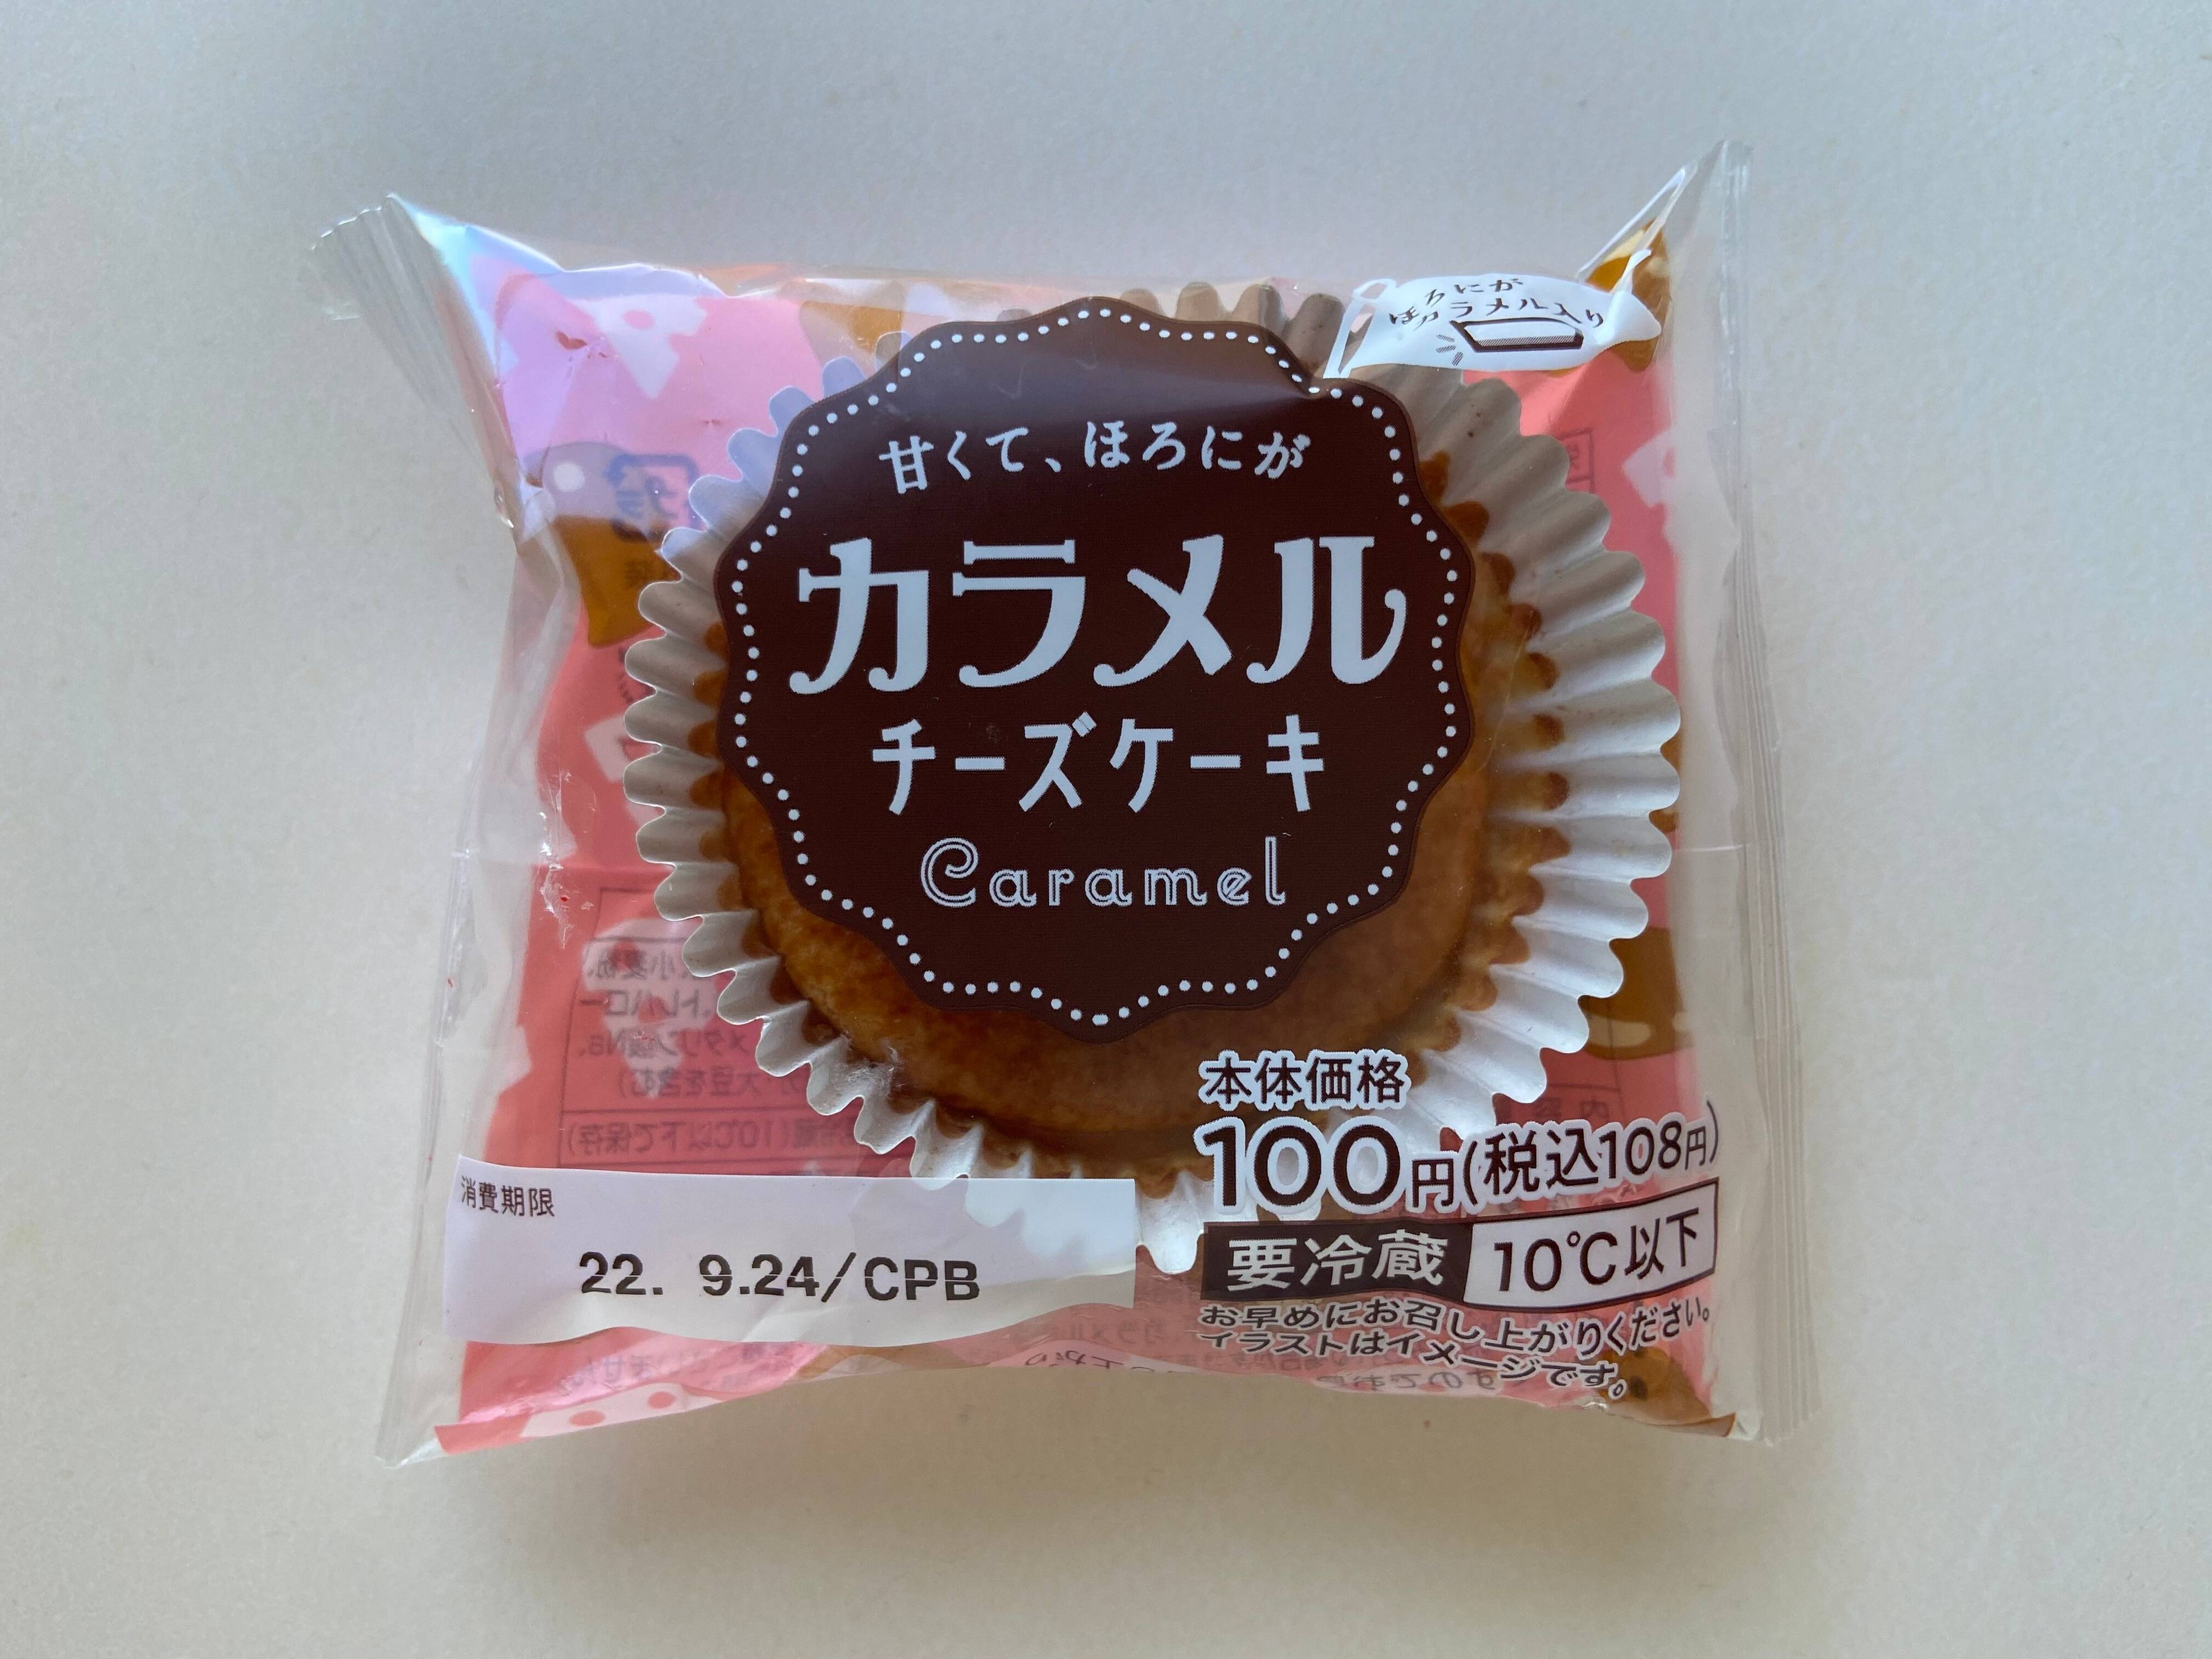 ほろにが
カラメル入り
甘くて、ほろにが
カラメル
チーズケーキ
Caramel
本体価格
100円(税込108円)
要冷蔵 10℃以下
お早めにお召し上がりください。
イラストはイメージです。
消費期限
22. 9.24/CPB